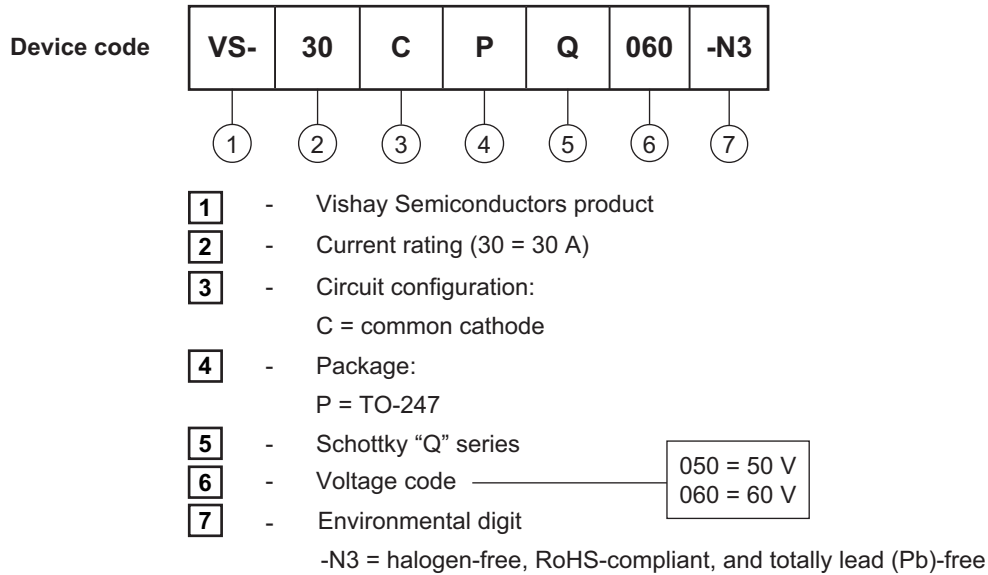 Device code VS- 30 C P Q 060 -N3
1 2 3 4 5 6 7
1 - Vishay Semiconductors product
2 - Current rating (30 = 30 A)
3 - Circuit configuration:
C = common cathode
4 - Package:
P = TO-247
5 - Schottky “Q” series
6 - Voltage code
050 = 50 V
060 = 60 V
7 - Environmental digit
-N3 = halogen-free, RoHS-compliant, and totally lead (Pb)-free